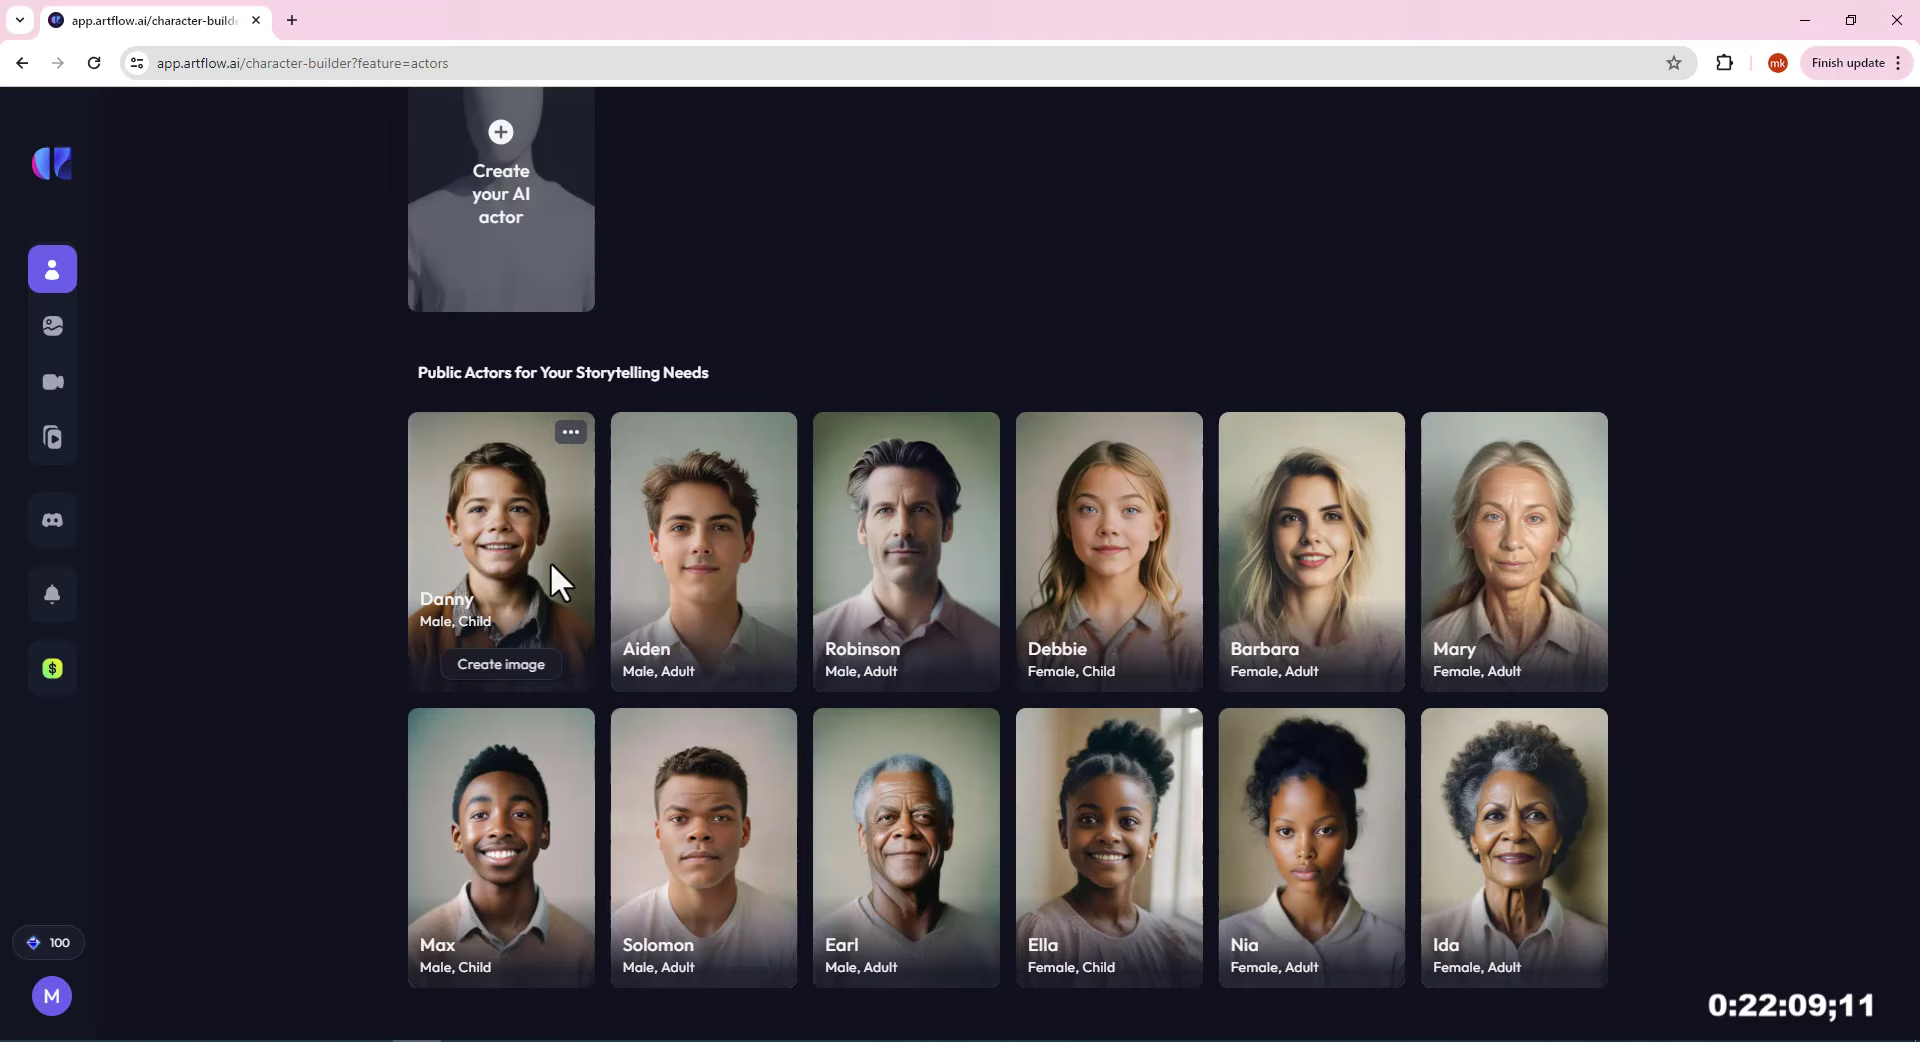 app.artflow.ai/character-builde
app.artflow.ai/character-builder?feature=actors
mk
Finish update
Create
your AI
actor
Public Actors for Your Storytelling Needs
Danny
Male, Child
Create image
Aiden
Male, Adult
Robinson
Male, Adult
Debbie
Female, Child
Barbara
Female, Adult
Mary
Female, Adult
Max
Male, Child
Solomon
Male, Adult
Earl
Male, Adult
Ella
Female, Child
Nia
Female, Adult
Ida
Female, Adult
100
M
0:22:09;11